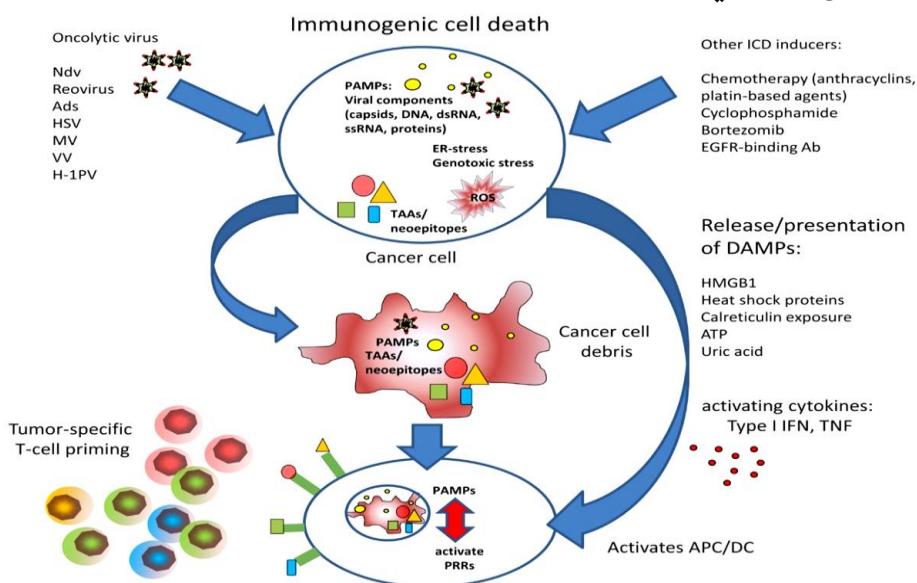 Immunogenic cell death
Oncolytic virus
Ndv
Reovirus
Ads
HSV
MV
VV
H-1PV
PAMPs:
Viral components
(capsids, DNA, dsRNA,
ssRNA, proteins)
ER-stress
Genotoxic stress
ROS
TAAs/
neoepitopes
Cancer cell
Other ICD inducers:
Chemotherapy (anthracyclins,
platin-based agents)
Cyclophosphamide
Bortezomib
EGFR-binding Ab
Release/presentation
of DAMPs:
HMGB1
Heat shock proteins
Calreticulin exposure
ATP
Uric acid
PAMPs
TAAs/
neoepitopes
Cancer cell
debris
activating cytokines:
Type I IFN, TNF
Tumor-specific
T-cell priming
PAMPs
activate
PRRs
Activates APC/DC